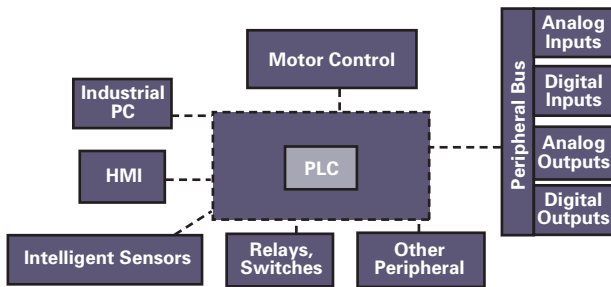 Motor Control
Industrial
PC
HMI
Intelligent Sensors
PLC
Relays,
Switches
Other
Peripheral
Peripheral Bus
Analog
Inputs
Digital
Inputs
Analog
Outputs
Digital
Outputs